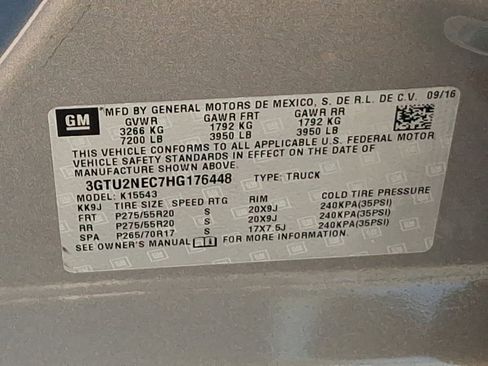 GM
MFD BY GENERAL MOTORS DE MEXICO, S. DE R.L. DE C.V. 09/16
GVWR GAWR FRT GAWR RR
3266 KG 1792 KG 1792 KG
7200 LB 3950 LB 3950 LB
THIS VEHICLE CONFORMS TO ALL APPLICABLE U.S. FEDERAL MOTOR
VEHICLE SAFETY STANDARDS IN EFFECT ON THE DATE OF
MANUFACTURE SHOWN ABOVE.
3GTU2NEC7HG176448 TYPE: TRUCK
MODEL: K15543
KK9J TIRE SIZE SPEED RTG RIM COLD TIRE PRESSURE
FRT P275/55R20 S 20X9J 240KPA(35PSI)
RR P275/55R20 S 20X9J 240KPA(35PSI)
SPA P265/70R17 S 17X7.5J 240KPA(35PSI)
SEE OWNER'S MANUAL